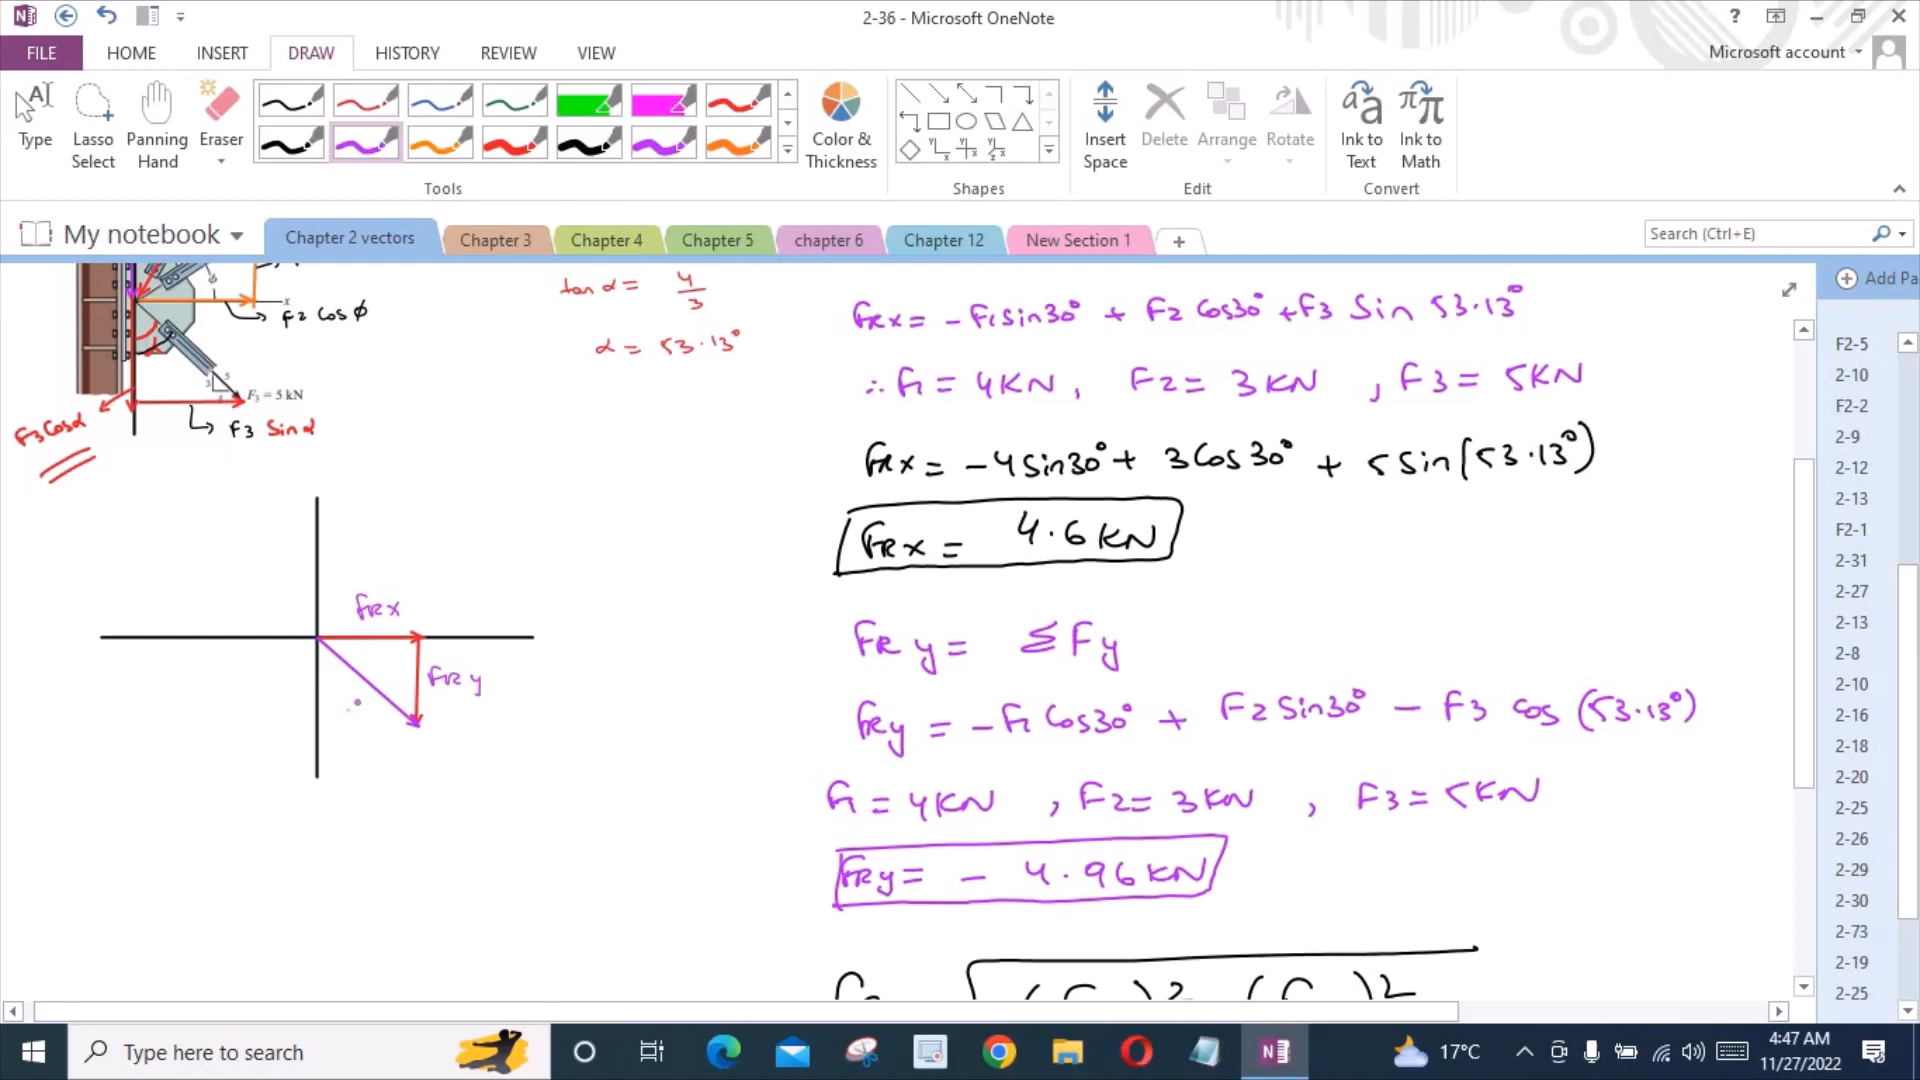 2-36 - Microsoft OneNote
?
FILE
HOME
INSERT
DRAW
HISTORY
REVIEW
VIEW
Microsoft account
Type
Lasso Select
Panning Hand
Eraser
Color & Thickness
Insert Space
Delete
Arrange
Rotate
Ink to Text
Ink to Math
Tools
Shapes
Edit
Convert
My notebook
Chapter 2 vectors
Chapter 3
Chapter 4
Chapter 5
chapter 6
Chapter 12
New Section 1
Search (Ctrl+E)
Add Pa
ϕ
x
F2 Cos ϕ
α
5
3
4
F₃ = 5 kN
F3 Cos α
F3 Sin α
tan α = 4/3
α = 53.13°
FRx
FRy
FRx = - F1 Sin30° + F2 Cos30° + F3 Sin 53.13°
∴ F1 = 4KN, F2 = 3KN, F3 = 5KN
FRx = - 4 Sin30° + 3 Cos30° + 5 Sin(53.13°)
FRx = 4.6 KN
FRy = ΣFy
FRy = - F1 Cos30° + F2 Sin30° - F3 Cos (53.13°)
F1 = 4KN, F2 = 3KN, F3 = 5KN
FRy = - 4.96 KN
F2-5
2-10
F2-2
2-9
2-12
2-13
F2-1
2-31
2-27
2-13
2-8
2-10
2-16
2-18
2-20
2-25
2-26
2-29
2-30
2-73
2-19
2-25
Type here to search
17°C
4:47 AM
11/27/2022